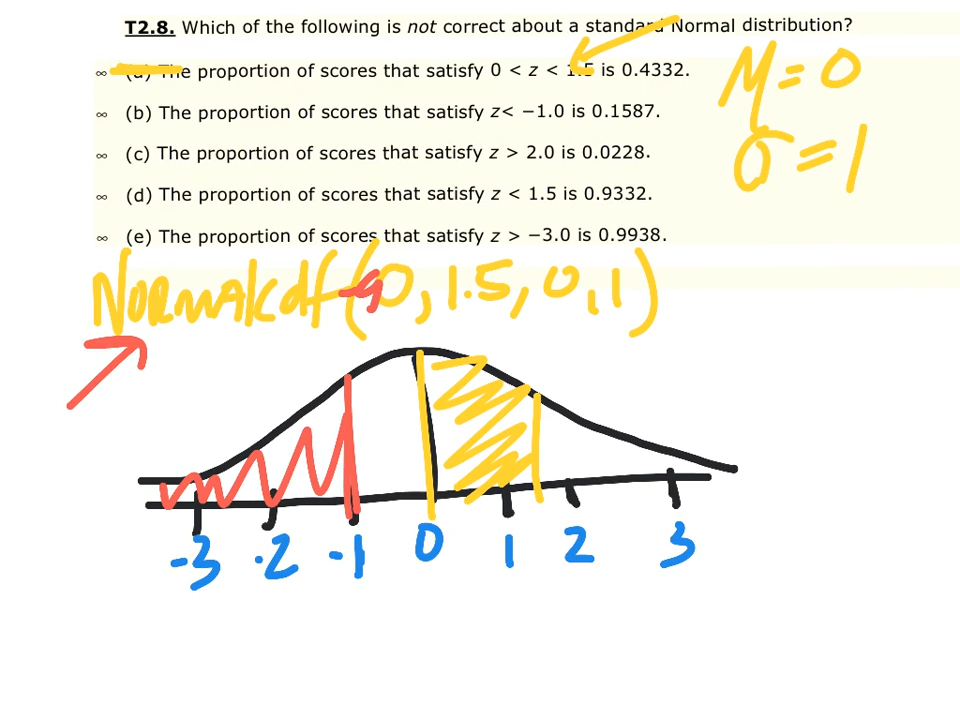 T2.8. Which of the following is not correct about a standard Normal distribution?
∞ (a) The proportion of scores that satisfy 0 < z < 1.5 is 0.4332.
∞ (b) The proportion of scores that satisfy z< −1.0 is 0.1587.
∞ (c) The proportion of scores that satisfy z > 2.0 is 0.0228.
∞ (d) The proportion of scores that satisfy z < 1.5 is 0.9332.
∞ (e) The proportion of scores that satisfy z > −3.0 is 0.9938.
M = 0
σ = 1
Normalcdf(0, 1.5, 0, 1)
-9
-3 -2 -1 0 1 2 3